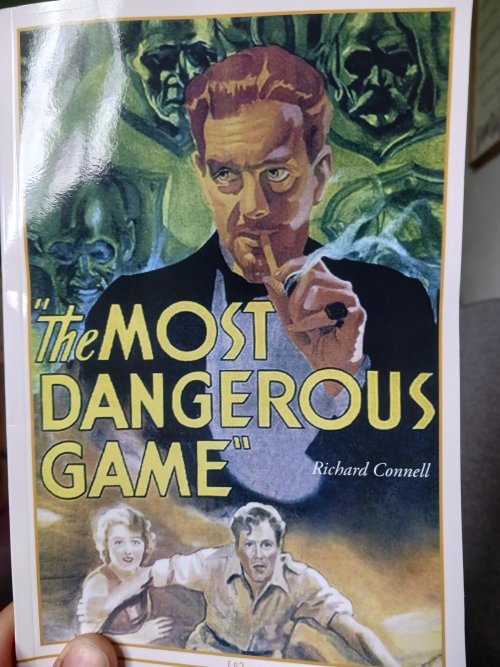 "The MOST
DANGEROUS
GAME"
Richard Connell